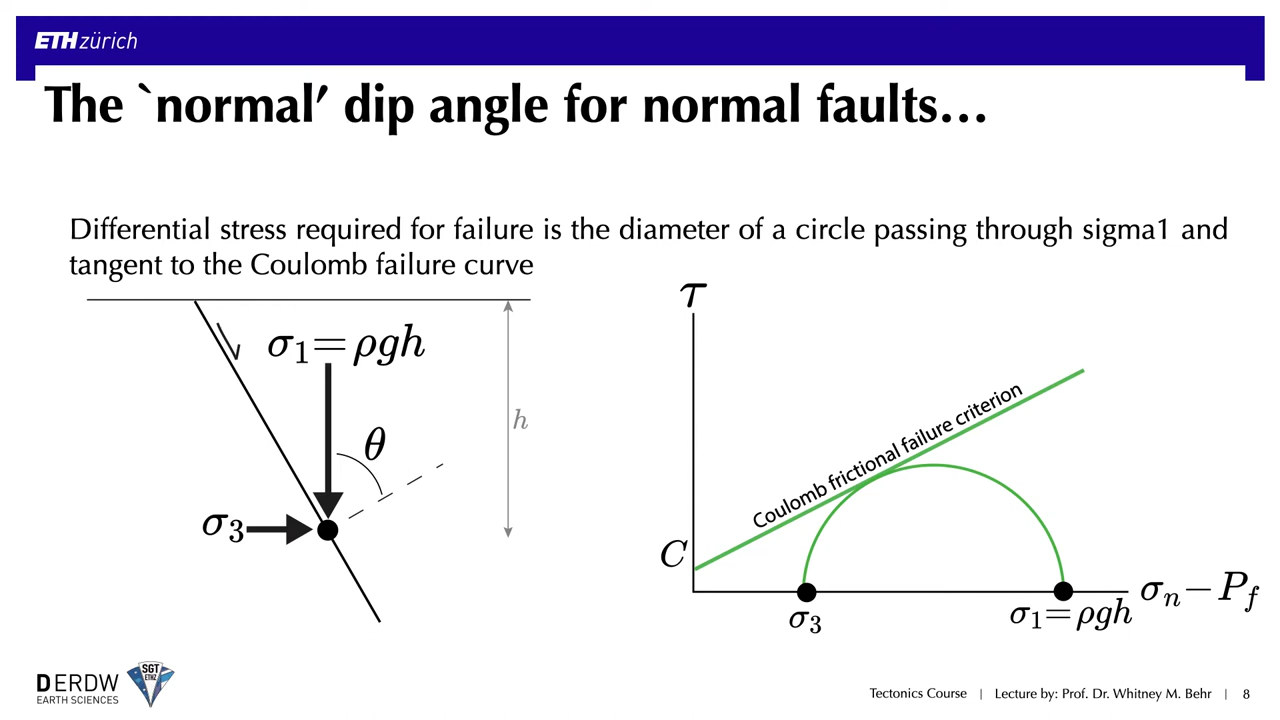 ETH zürich
The `normal’ dip angle for normal faults...
Differential stress required for failure is the diameter of a circle passing through sigma1 and
tangent to the Coulomb failure curve
σ₁=ρgh
h
θ
σ₃
τ
Coulomb frictional failure criterion
C
σₙ−P_f
σ₃
σ₁=ρgh
DERDW
EARTH SCIENCES
SGT
ETHZ
Tectonics Course | Lecture by: Prof. Dr. Whitney M. Behr | 8